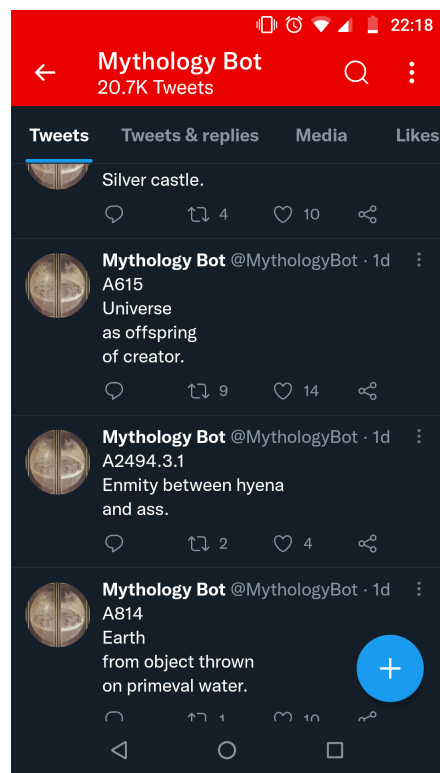 22:18
Mythology Bot
20.7K Tweets
Tweets Tweets & replies Media Likes
Silver castle.
4 10
Mythology Bot @MythologyBot · 1d
A615
Universe
as offspring
of creator.
9 14
Mythology Bot @MythologyBot · 1d
A2494.3.1
Enmity between hyena
and ass.
2 4
Mythology Bot @MythologyBot · 1d
A814
Earth
from object thrown
on primeval water.
1 10